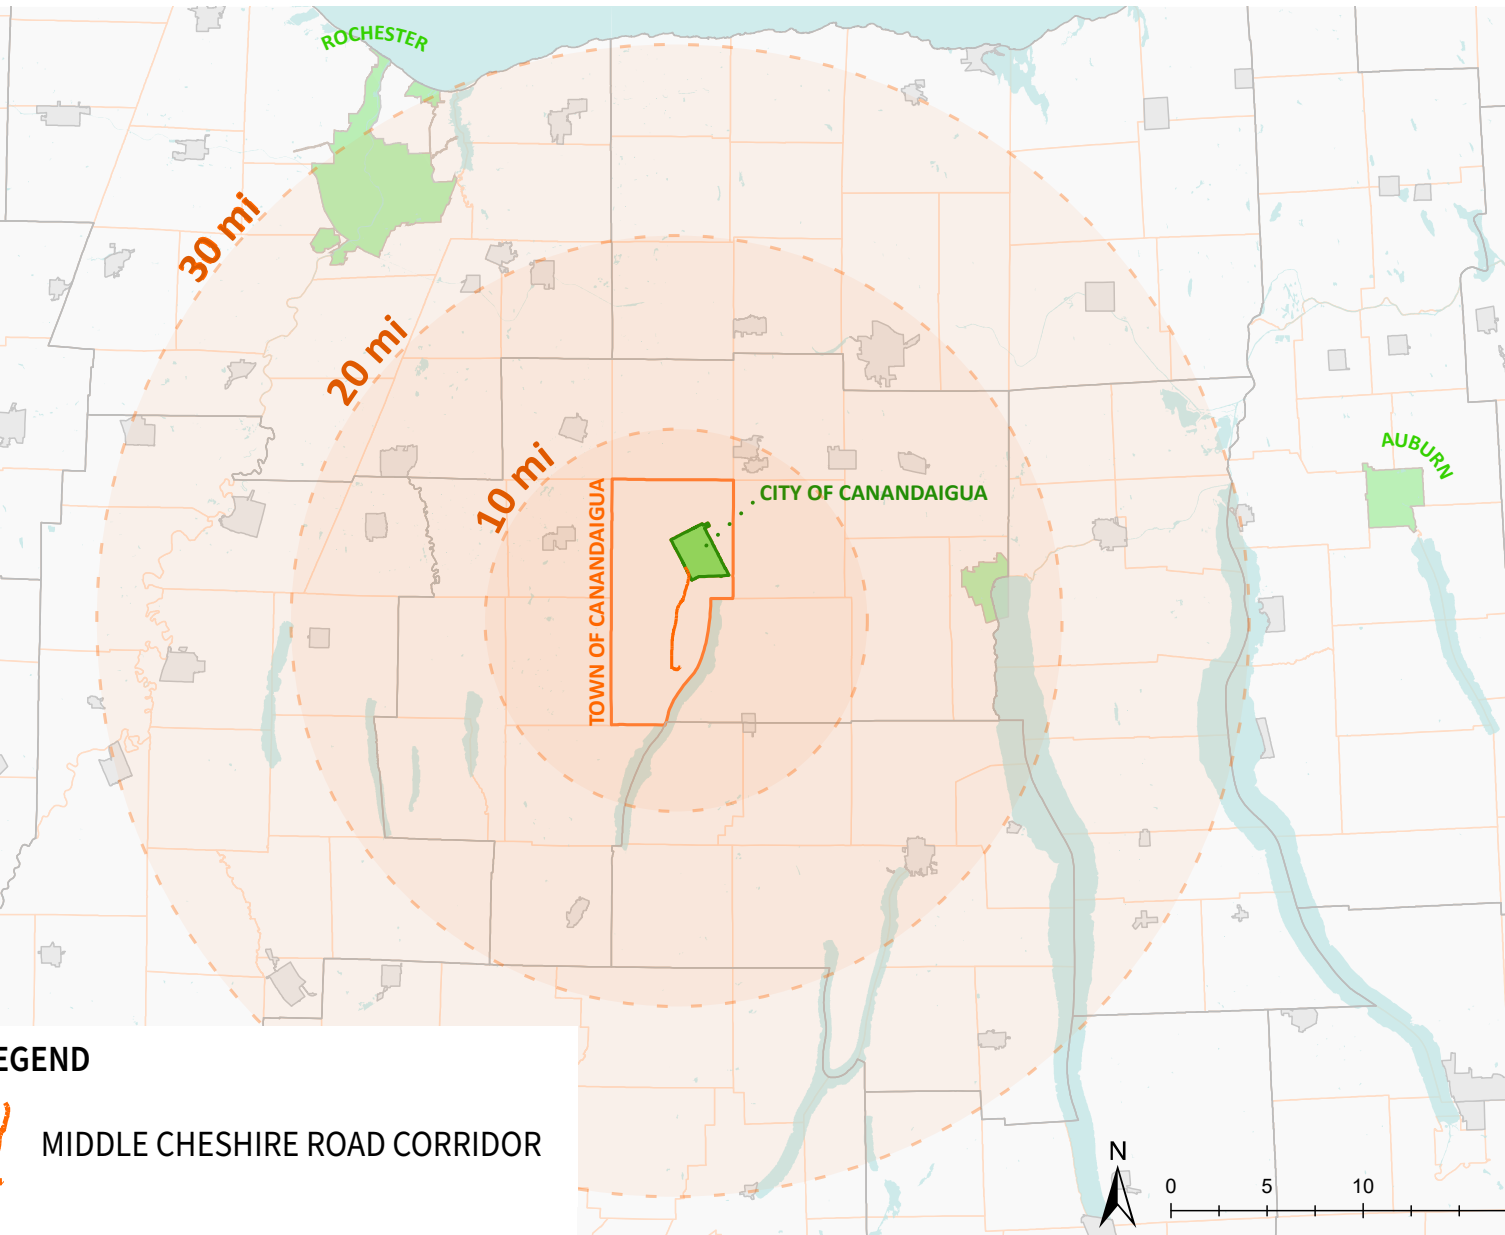 ROCHESTER
30 mi
20 mi
10 mi
AUBURN
CITY OF CANANDAIGUA
TOWN OF CANANDAIGUA
EGEND
MIDDLE CHESHIRE ROAD CORRIDOR
N
0 5 10